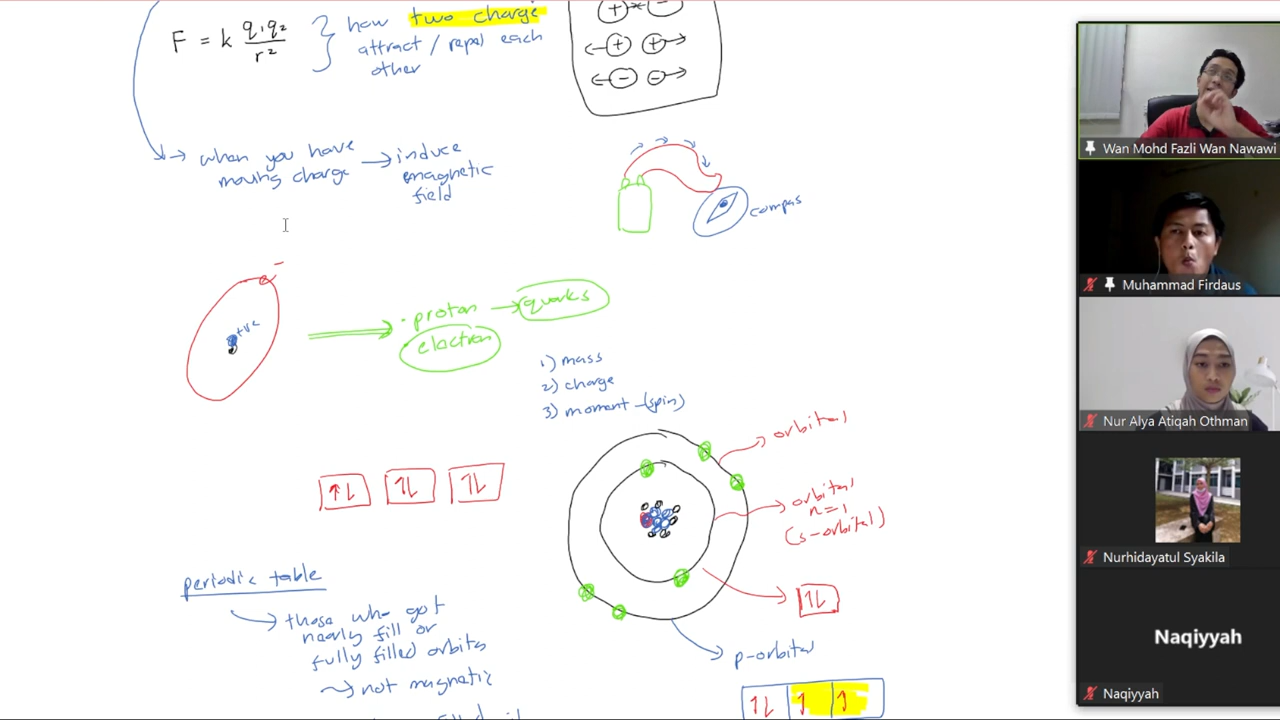 F = k q1q2 / r2
how two charge
attract / repel each
other
+ -
+ +
- -
→ when you have
moving charge
→ induce
magnetic
field
compas
-
+ve
· proton → quarks
· electron
1) mass
2) charge
3) moment -(spin)
orbital
orbital
n=1
(s-orbital)
↑↓ ↑↓ ↑↓
↑↓
periodic table
→ those who got
nearly fill or
fully filled orbital
→ not magnetic
p-orbital
↑↓ ↑ ↑
Wan Mohd Fazli Wan Nawawi
Muhammad Firdaus
Nur Alya Atiqah Othman
Nurhidayatul Syakila
Naqiyyah
Naqiyyah